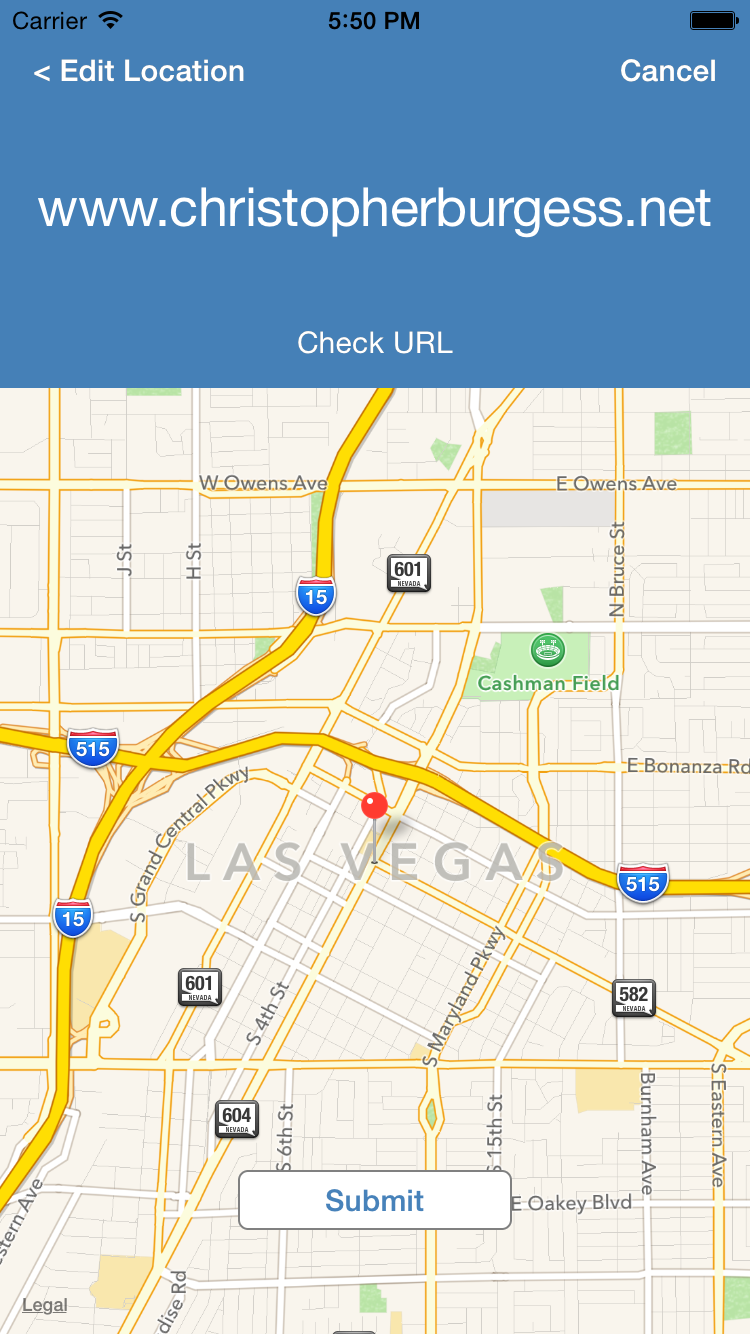 Carrier 5:50 PM
< Edit Location Cancel
www.christopherburgess.net
Check URL
W Owens Ave
E Owens Ave
J St
H St
N Bruce St
601
NEVADA
15
Cashman Field
515
E Bonanza Rd
S Grand Central Pkwy
LAS VEGAS
515
15
601
NEVADA
S 4th St
S Maryland Pkwy
582
NEVADA
604
NEVADA
S 6th St
S 15th St
Burnham Ave
S Eastern Ave
Submit
E Oakey Blvd
stern Ave
Legal
dise Rd